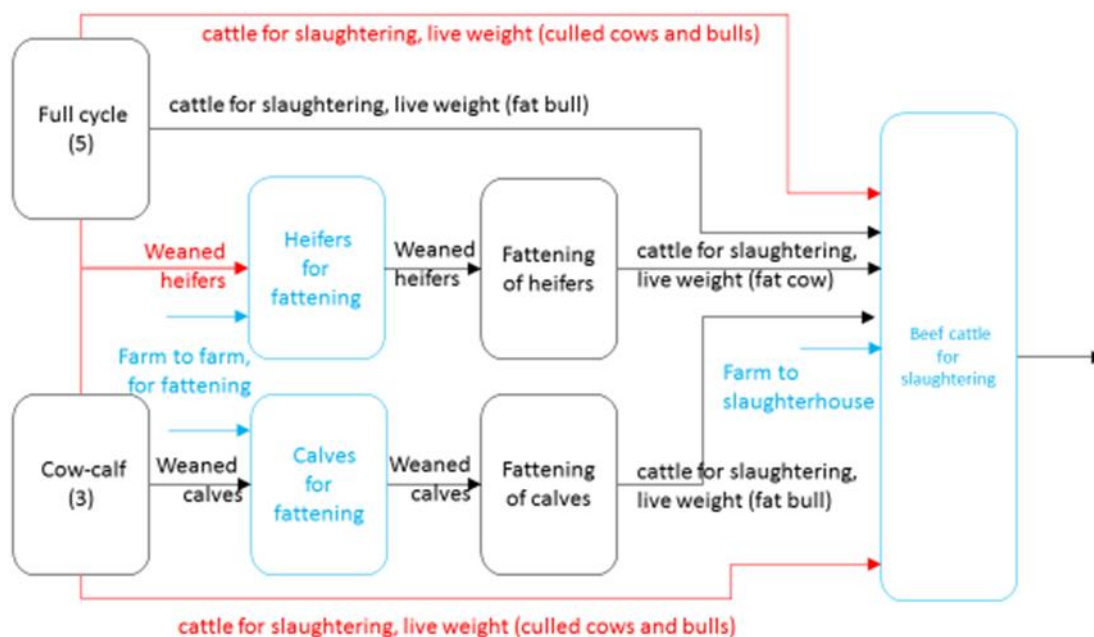 cattle for slaughtering, live weight (culled cows and bulls)
Full cycle
(5)
cattle for slaughtering, live weight (fat bull)
Weaned
heifers
Heifers
for
fattening
Weaned
heifers
Fattening
of heifers
cattle for slaughtering,
live weight (fat cow)
Farm to farm,
for fattening
Farm to
slaughterhouse
Beef cattle
for
slaughtering
Cow-calf
(3)
Weaned
calves
Calves
for
fattening
Weaned
calves
Fattening
of calves
cattle for slaughtering,
live weight (fat bull)
cattle for slaughtering, live weight (culled cows and bulls)